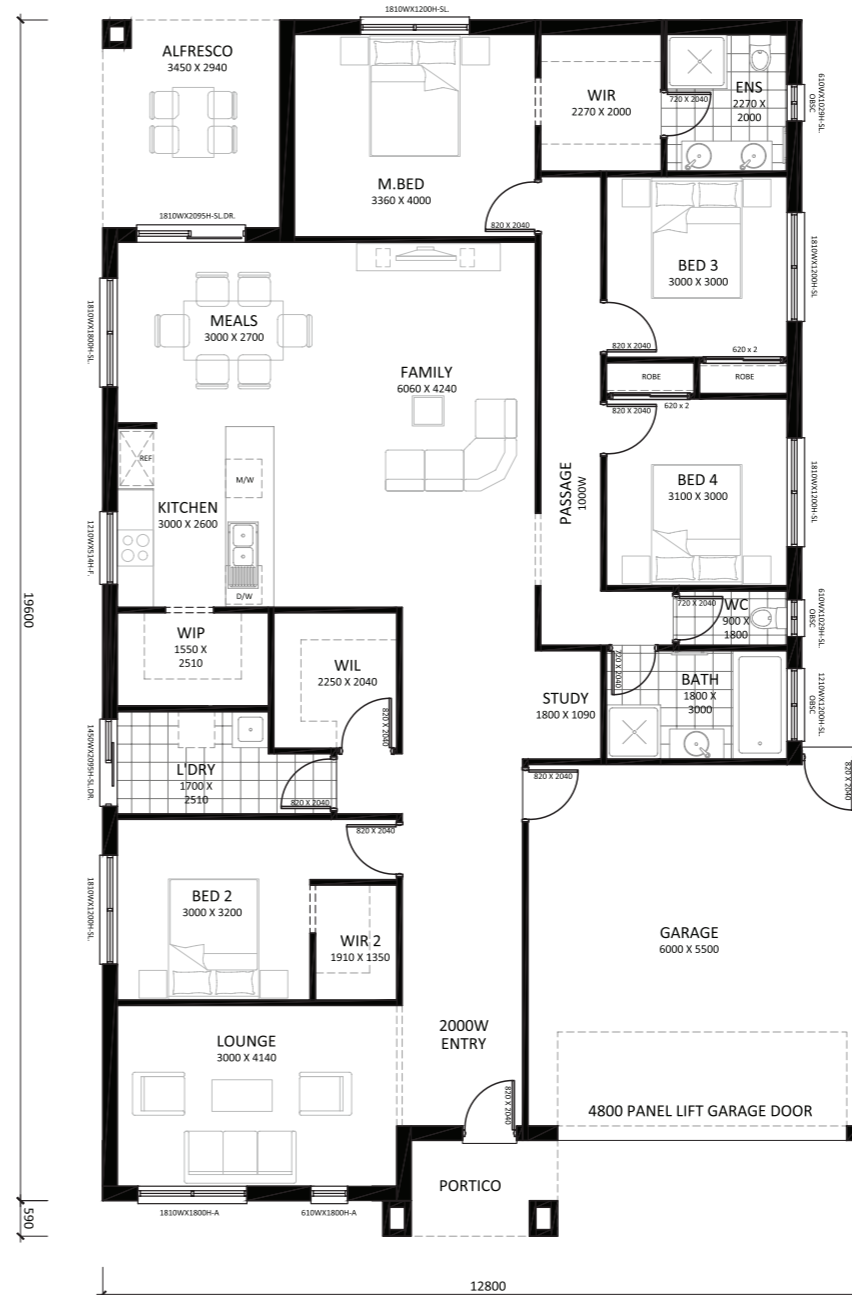 1810WX1200H-SL.
ALFRESCO
3450 X 2940
WIR
2270 X 2000
ENS
2270 X
2000
720 X 2040
610WX1029H-SL.
OBSC
M.BED
3360 X 4000
820 X 2040
1810WX2095H-SL.DR.
BED 3
3000 X 3000
1810WX1200H-SL
820 X 2040
620 x 2
ROBE
ROBE
820 X 2040
620 x 2
MEALS
3000 X 2700
1810WX1800H-SL.
FAMILY
6060 X 4240
REF
M/W
KITCHEN
3000 X 2600
1210WX514H-F.
D/W
PASSAGE
1000W
BED 4
3100 X 3000
1810WX1200H-SL
WC
900 X
1800
720 X 2040
610WX1029H-SL.
OBSC
19600
WIP
1550 X
2510
WIL
2250 X 2040
820 X 2040
STUDY
1800 X 1090
720 X 2040
BATH
1800 X
3000
1210WX1200H-SL
OBSC
L'DRY
1700 X
2510
1450WX2095H-SL.DR.
820 X 2040
820 X 2040
820 X 2040
820 X 2040
BED 2
3000 X 3200
1810WX1200H-SL.
WIR 2
1910 X 1350
GARAGE
6000 X 5500
LOUNGE
3000 X 4140
2000W
ENTRY
820 X 2040
4800 PANEL LIFT GARAGE DOOR
PORTICO
1810WX1800H-A
610WX1800H-A
590
12800